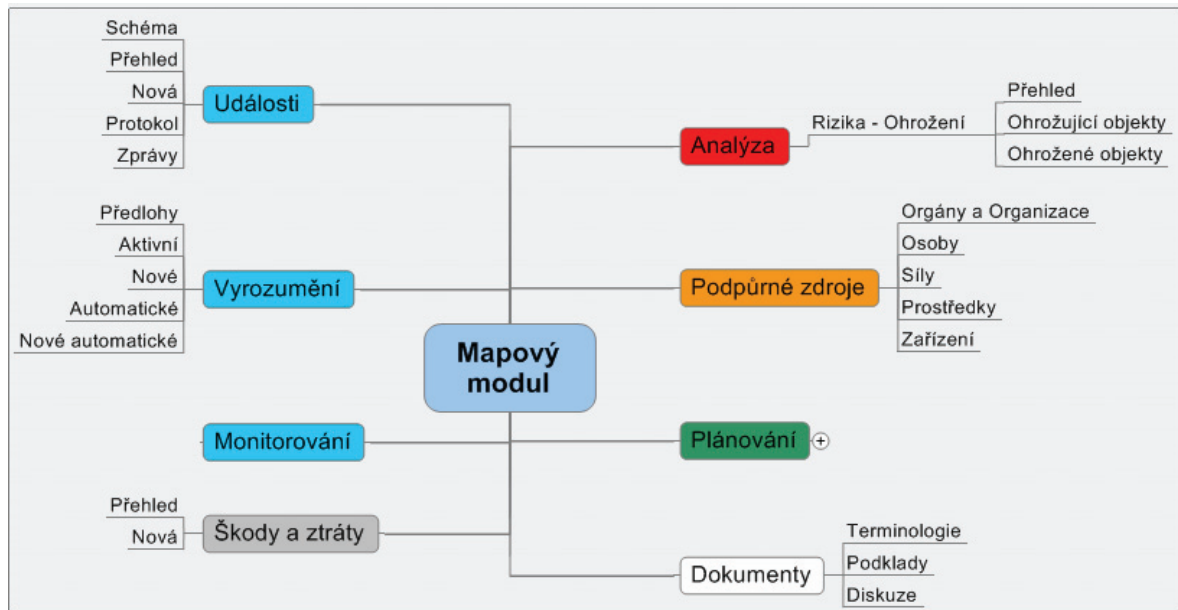 Schéma
Přehled
Nová
Protokol
Zprávy
Události
Předlohy
Aktivní
Nové
Automatické
Nové automatické
Vyrozumění
Monitorování
Přehled
Nová
Škody a ztráty
Mapový
modul
Analýza
Rizika - Ohrožení
Přehled
Ohrožující objekty
Ohrožené objekty
Podpůrné zdroje
Orgány a Organizace
Osoby
Síly
Prostředky
Zařízení
Plánování
+
Dokumenty
Terminologie
Podklady
Diskuze